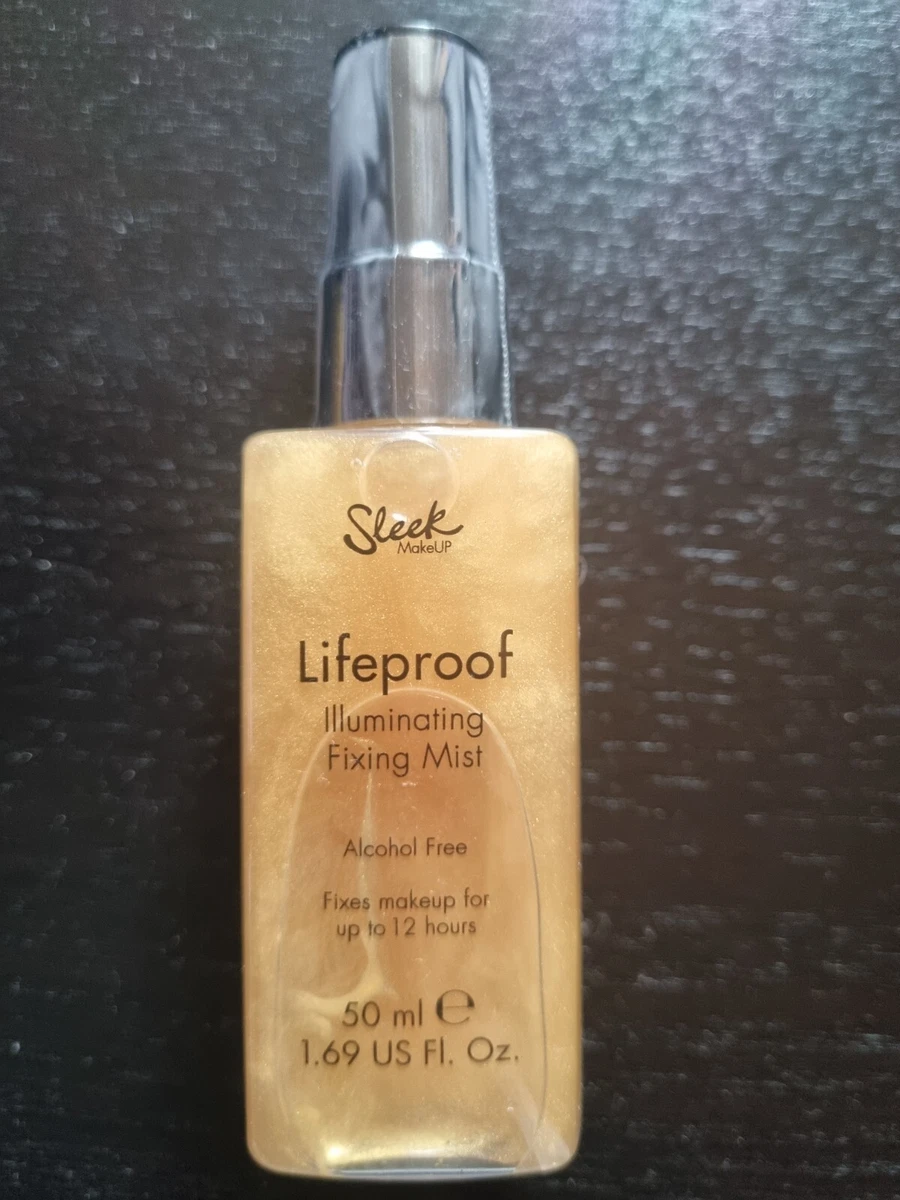 Sleek
MakeUP
Lifeproof
Illuminating
Fixing Mist
Alcohol Free
Fixes makeup for
up to 12 hours
50 ml ℮
1.69 US Fl. Oz.